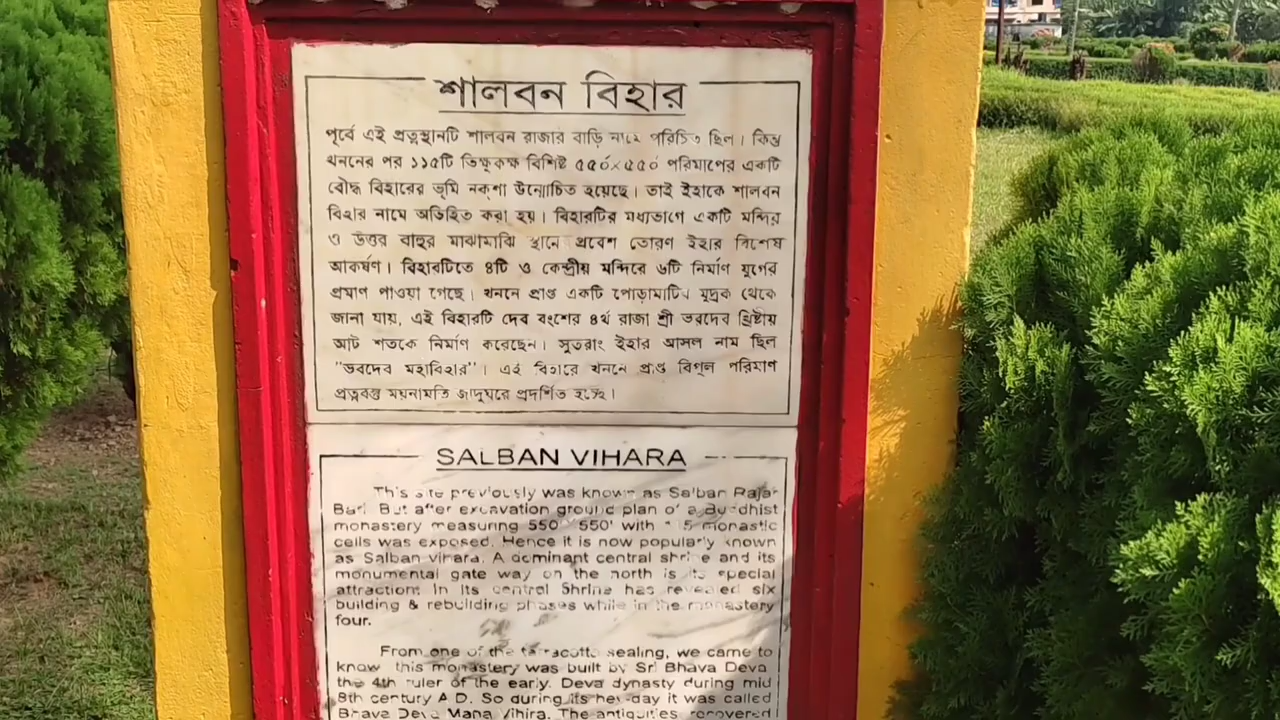 শালবন বিহার
পূর্বে এই প্রত্নস্থানটি শালবন রাজার বাড়ি নামে পরিচিত ছিল। কিন্তু
খননের পর ১১৫টি ভিক্ষুকক্ষ বিশিষ্ট ৫৫০́×৫৫০́ পরিমাপের একটি
বৌদ্ধ বিহারের ভূমি নক্শা উন্মোচিত হয়েছে। তাই ইহাকে শালবন
বিহার নামে অভিহিত করা হয়। বিহারটির মধ্যভাগে একটি মন্দির
ও উত্তর বাহুর মাঝামাঝি স্থানে প্রবেশ তোরণ ইহার বিশেষ
আকর্ষণ। বিহারটিতে ৪টি ও কেন্দ্রীয় মন্দিরে ৬টি নির্মাণ যুগের
প্রমাণ পাওয়া গেছে। খননে প্রাপ্ত একটি পোড়ামাটির মুদ্রক থেকে
জানা যায়, এই বিহারটি দেব বংশের ৪র্থ রাজা শ্রী ভবদেব খ্রিষ্টীয়
আট শতকে নির্মাণ করেছেন। সুতরাং ইহার আসল নাম ছিল
"ভবদেব মহাবিহার"। এই বিহারে খননে প্রাপ্ত বিপুল পরিমাণ
প্রত্নবস্তু ময়নামতি জাদুঘরে প্রদর্শিত হচ্ছে।
SALBAN VIHARA
This site previously was known as Salban Rajar
Bari. But after excavation ground plan of a Buddhist
monastery measuring 550' 550' with 5 monastic
cells was exposed. Hence it is now popularly known
as Salban vihara. A dominant central shrine and its
monumental gate way on the north is its special
attraction. In its central Shrine has revealed six
building & rebuilding phases while in the monastery
four.
From one of the terracotta sealing, we came to
know this monastery was built by Sri Bhava Deva
the 4th ruler of the early. Deva dynasty during mid
8th century A.D. So during its hey-day it was called
Bhava Deva Maha Vihira. The antiquities recovered